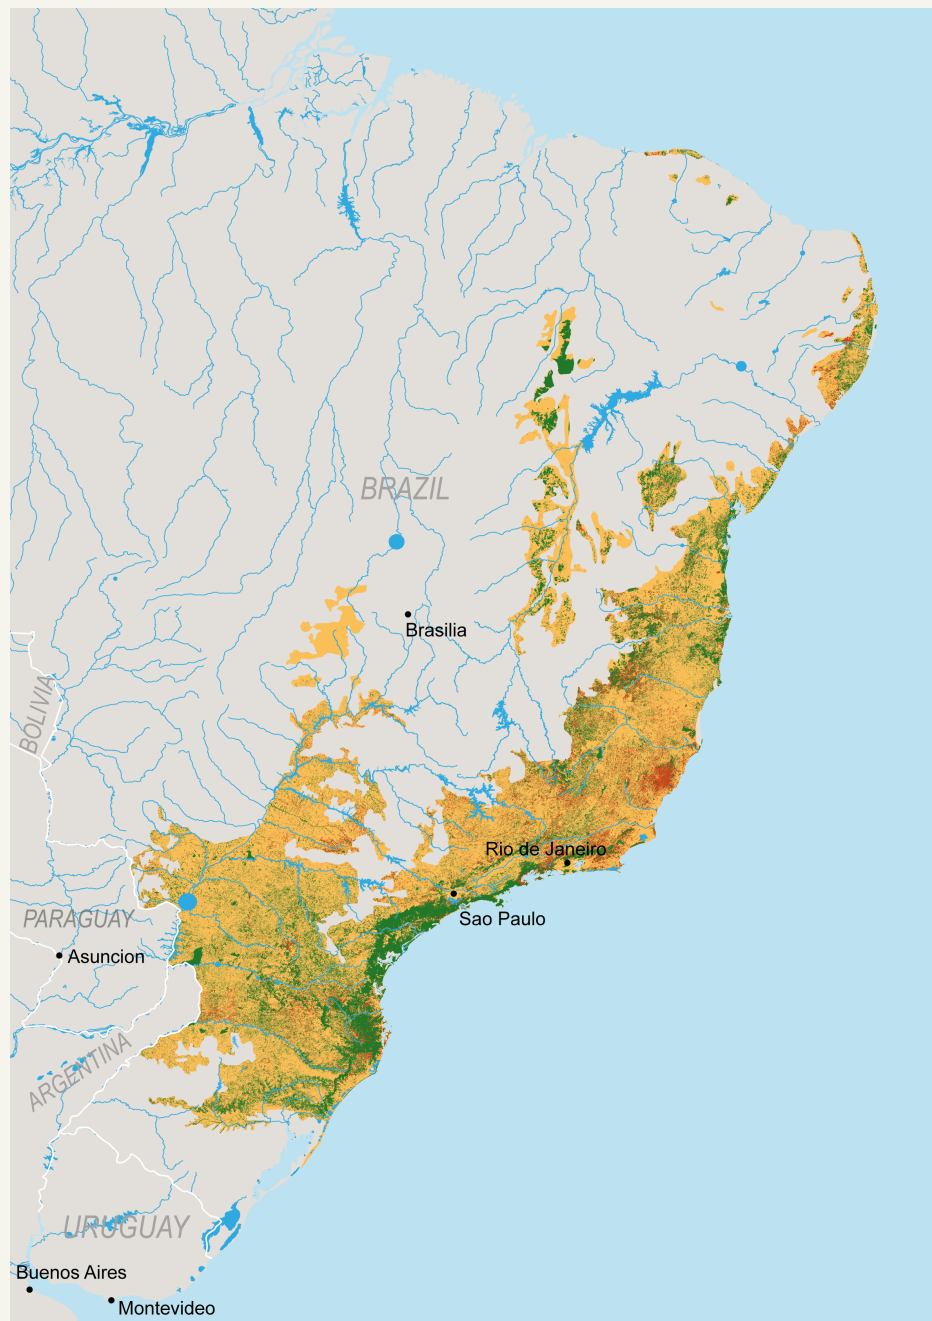 BRAZIL
Brasilia
BOLIVIA
Rio de Janeiro
PARAGUAY
Sao Paulo
Asuncion
ARGENTINA
URUGUAY
Buenos Aires
Montevideo